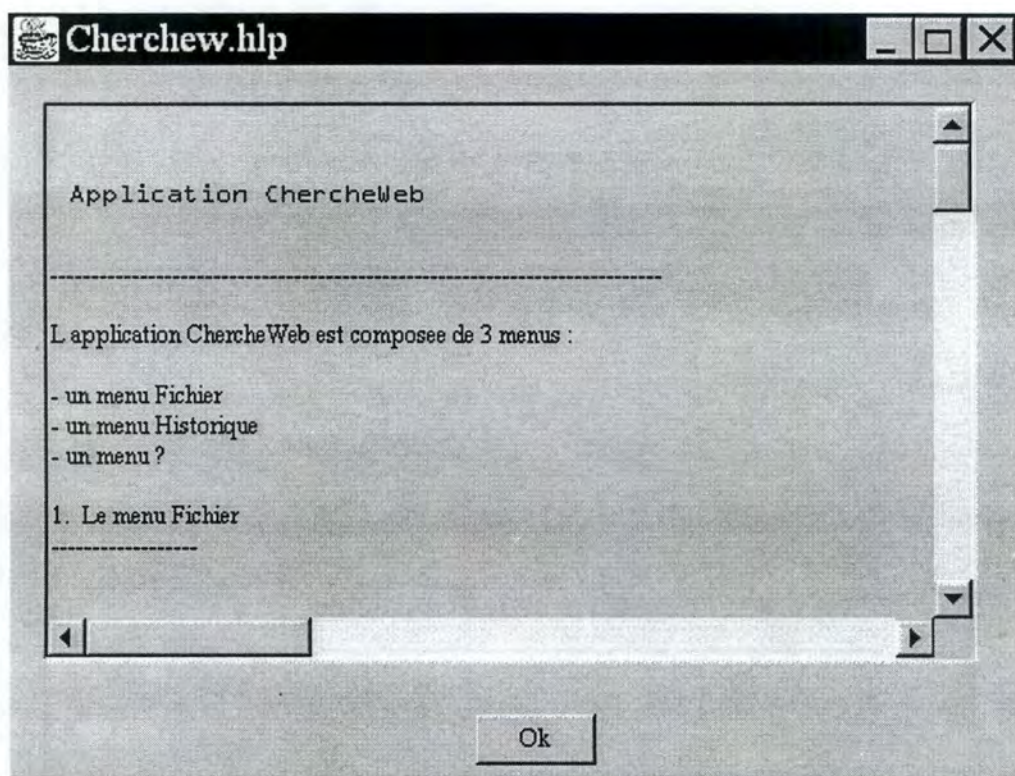 Cherchew.hlp
Application ChercheWeb
------------------------------------------------------------------------
L application ChercheWeb est composee de 3 menus :
- un menu Fichier
- un menu Historique
- un menu ?
1. Le menu Fichier
------------------
Ok